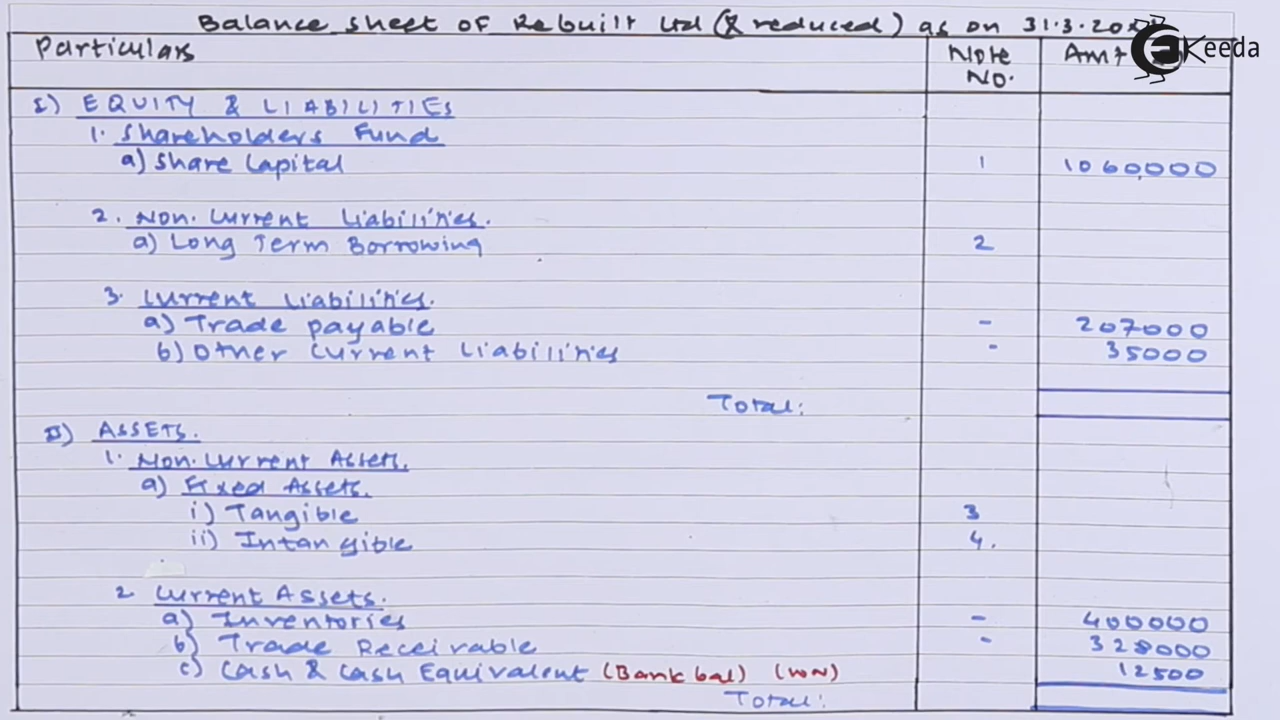 Balance sheet of Rebuilt Ltd (& reduced) as on 31.3.20
Keeda
Particulars Note No. Amt
I) EQUITY & LIABILITIES
1. Shareholders Fund
a) Share Capital 1 1060,000
2. Non. Current Liabilities.
a) Long Term Borrowing 2
3. Current Liabilities.
a) Trade payable - 207000
b) Other Current Liabilities - 35000
Total:
II) ASSETS.
1. Non. Current Assets.
a) Fixed Assets.
i) Tangible 3
ii) Intangible 4.
2. Current Assets.
a) Inventories - 400000
b) Trade Receivable - 328000
c) Cash & Cash Equivalent (Bank bal) (WN) 12500
Total: